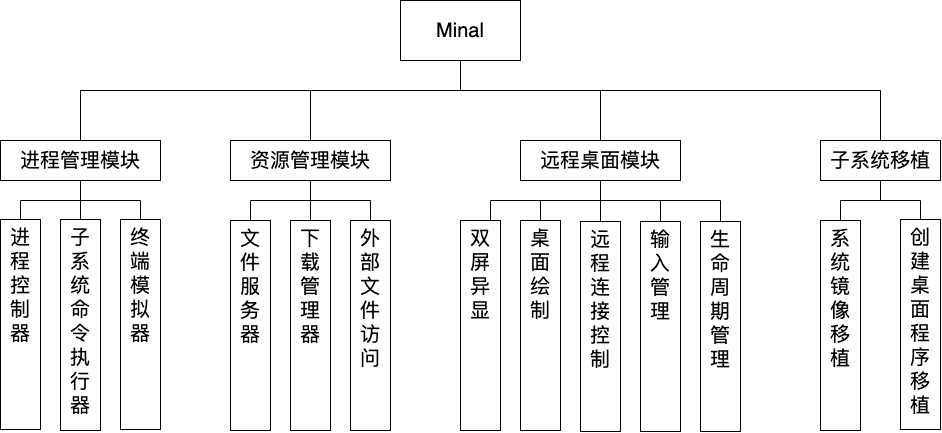 Minal
进程管理模块
资源管理模块
远程桌面模块
子系统移植
进程控制器
子系统命令执行器
终端模拟器
文件服务器
下载管理器
外部文件访问
双屏异显
桌面绘制
远程连接控制
输入管理
生命周期管理
系统镜像移植
创建桌面程序移植